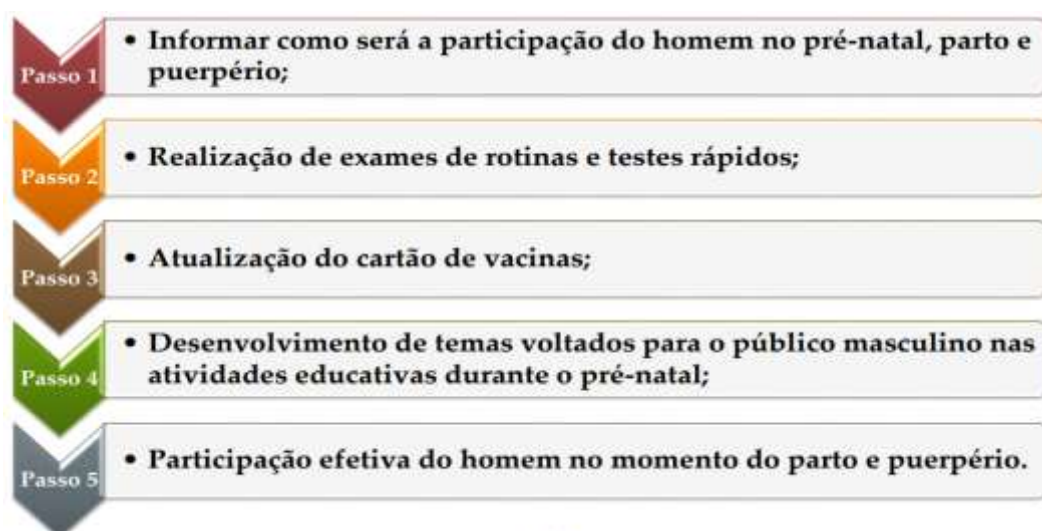 Passo 1
• Informar como será a participação do homem no pré-natal, parto e
puerpério;
Passo 2
• Realização de exames de rotinas e testes rápidos;
Passo 3
• Atualização do cartão de vacinas;
Passo 4
• Desenvolvimento de temas voltados para o público masculino nas
atividades educativas durante o pré-natal;
Passo 5
• Participação efetiva do homem no momento do parto e puerpério.